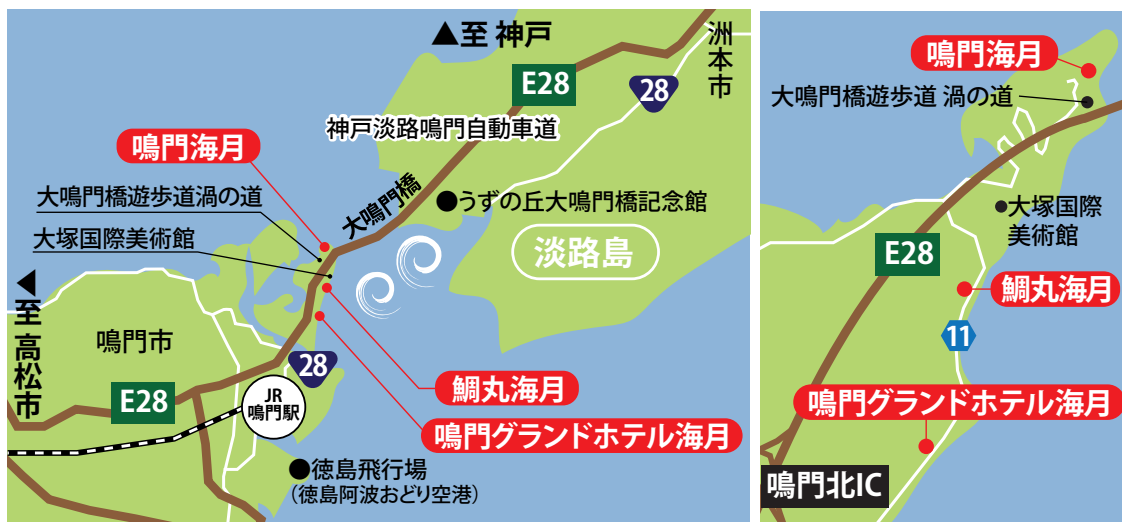 ▲至 神戸
洲本市
E28
28
神戸淡路鳴門自動車道
鳴門海月
大鳴門橋
大鳴門橋遊歩道渦の道
●うずの丘大鳴門橋記念館
大塚国際美術館
淡路島
▲至 高松市
鳴門市
28
E28
JR
鳴門駅
鯛丸海月
鳴門グランドホテル海月
●徳島飛行場
(徳島阿波おどり空港)
鳴門海月
大鳴門橋遊歩道 渦の道
●大塚国際
美術館
E28
鯛丸海月
11
鳴門グランドホテル海月
鳴門北IC